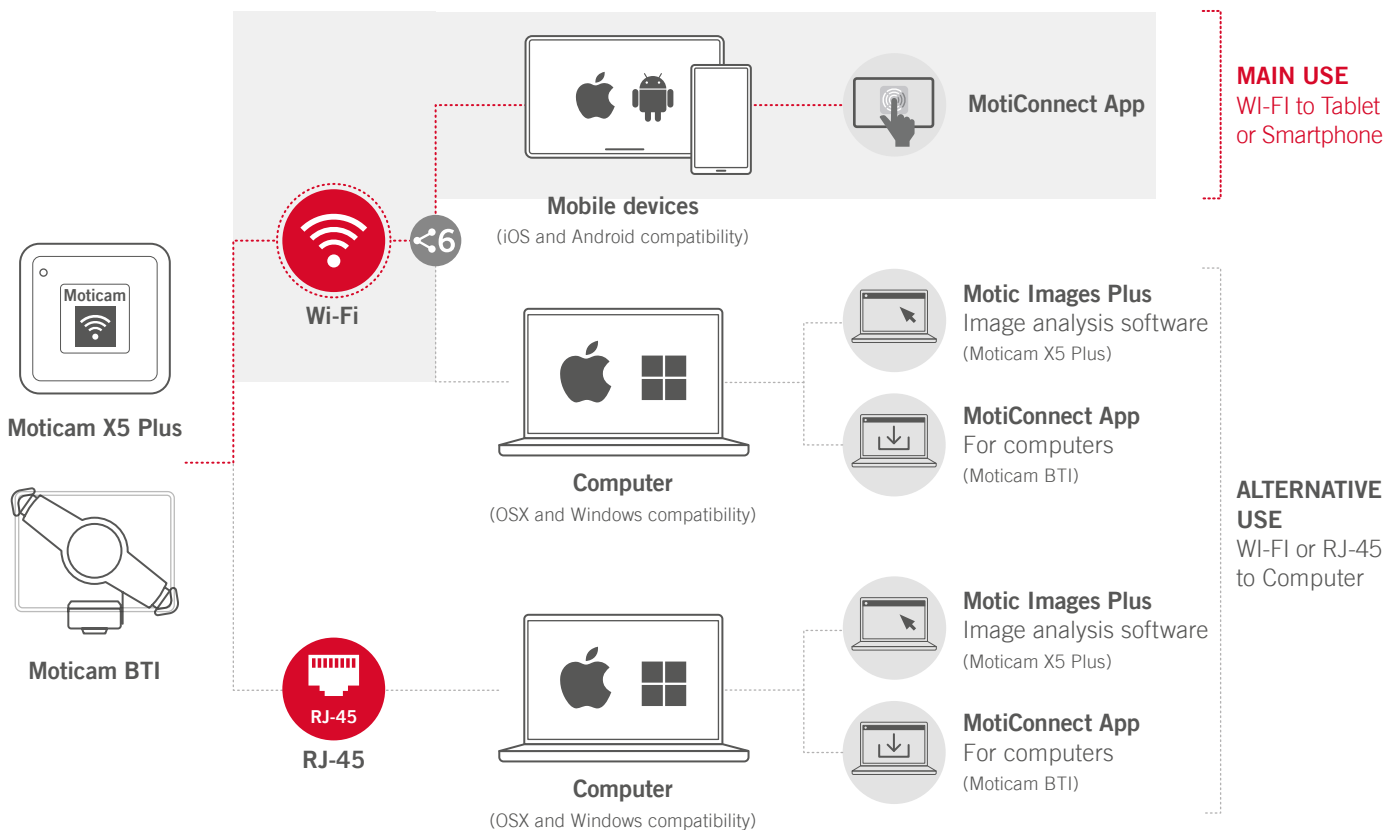 MotiConnect App
MAIN USE
WI-FI to Tablet
or Smartphone
Mobile devices
(iOS and Android compatibility)
6
Wi-Fi
Moticam
Moticam X5 Plus
Motic Images Plus
Image analysis software
(Moticam X5 Plus)
MotiConnect App
For computers
(Moticam BTI)
Computer
(OSX and Windows compatibility)
ALTERNATIVE
USE
WI-FI or RJ-45
to Computer
Moticam BTI
RJ-45
RJ-45
Motic Images Plus
Image analysis software
(Moticam X5 Plus)
MotiConnect App
For computers
(Moticam BTI)
Computer
(OSX and Windows compatibility)